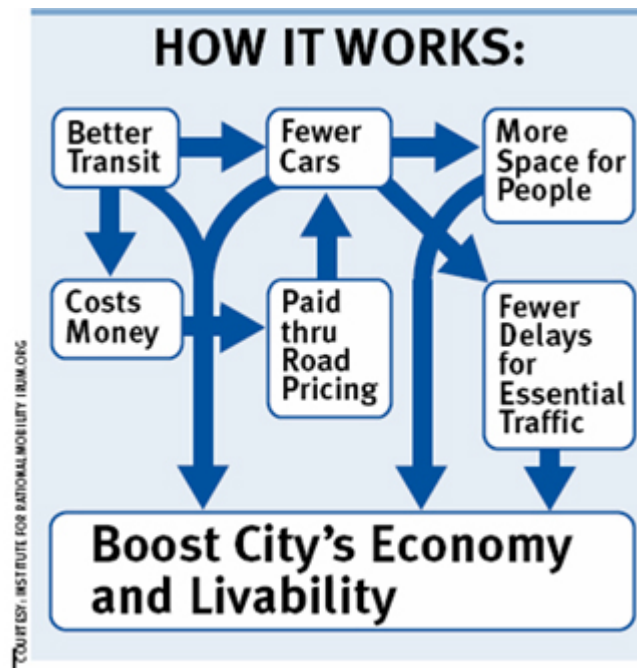 HOW IT WORKS:
Better
Transit
Fewer
Cars
More
Space for
People
Costs
Money
Paid
thru
Road
Pricing
Fewer
Delays
for
Essential
Traffic
Boost City's Economy
and Livability
COURTESY: INSTITUTE FOR RATIONAL MOBILITY IRUM.ORG